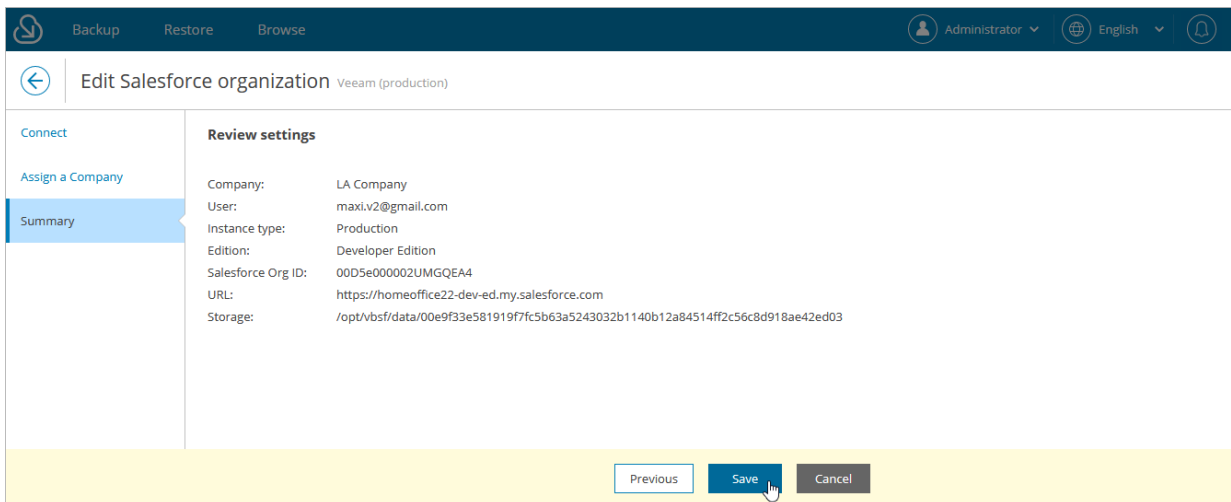 Backup Restore Browse Administrator English
Edit Salesforce organization Veeam (production)
Connect
Assign a Company
Summary
Review settings
Company: LA Company
User: maxi.v2@gmail.com
Instance type: Production
Edition: Developer Edition
Salesforce Org ID: 00D5e000002UMGQEA4
URL: https://homeoffice22-dev-ed.my.salesforce.com
Storage: /opt/vbsf/data/00e9f33e581919f7fc5b63a5243032b1140b12a84514ff2c56c8d918ae42ed03
Previous Save Cancel